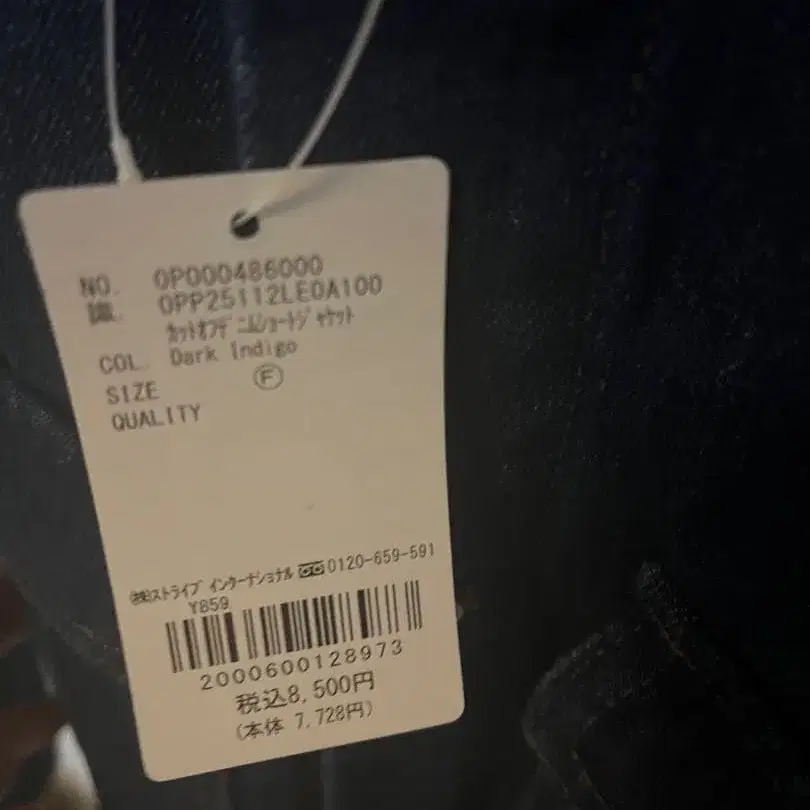 NO. 0P000486000
識. 0PP25112LE0A100
ｶｯﾄｵﾌﾃﾞﾆﾑｼｮｰﾄｼﾞｬｹｯﾄ
COL. Dark Indigo
SIZE Ⓕ
QUALITY
㈱ストライプ インターナショナル 0120-659-591
Y859
2000600128973
税込8,500円
(本体 7,728円)